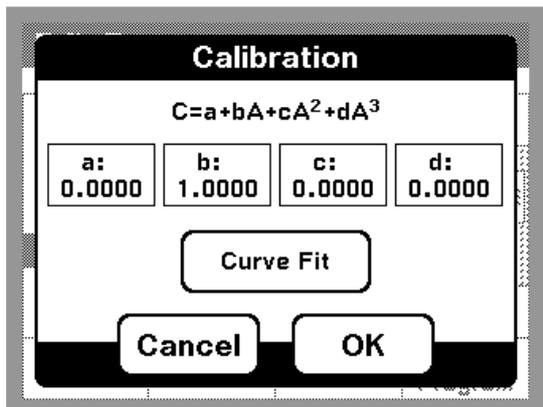 Calibration
C=a+bA+cA²+dA³
a: b: c: d:
0.0000 1.0000 0.0000 0.0000
Curve Fit
Cancel OK